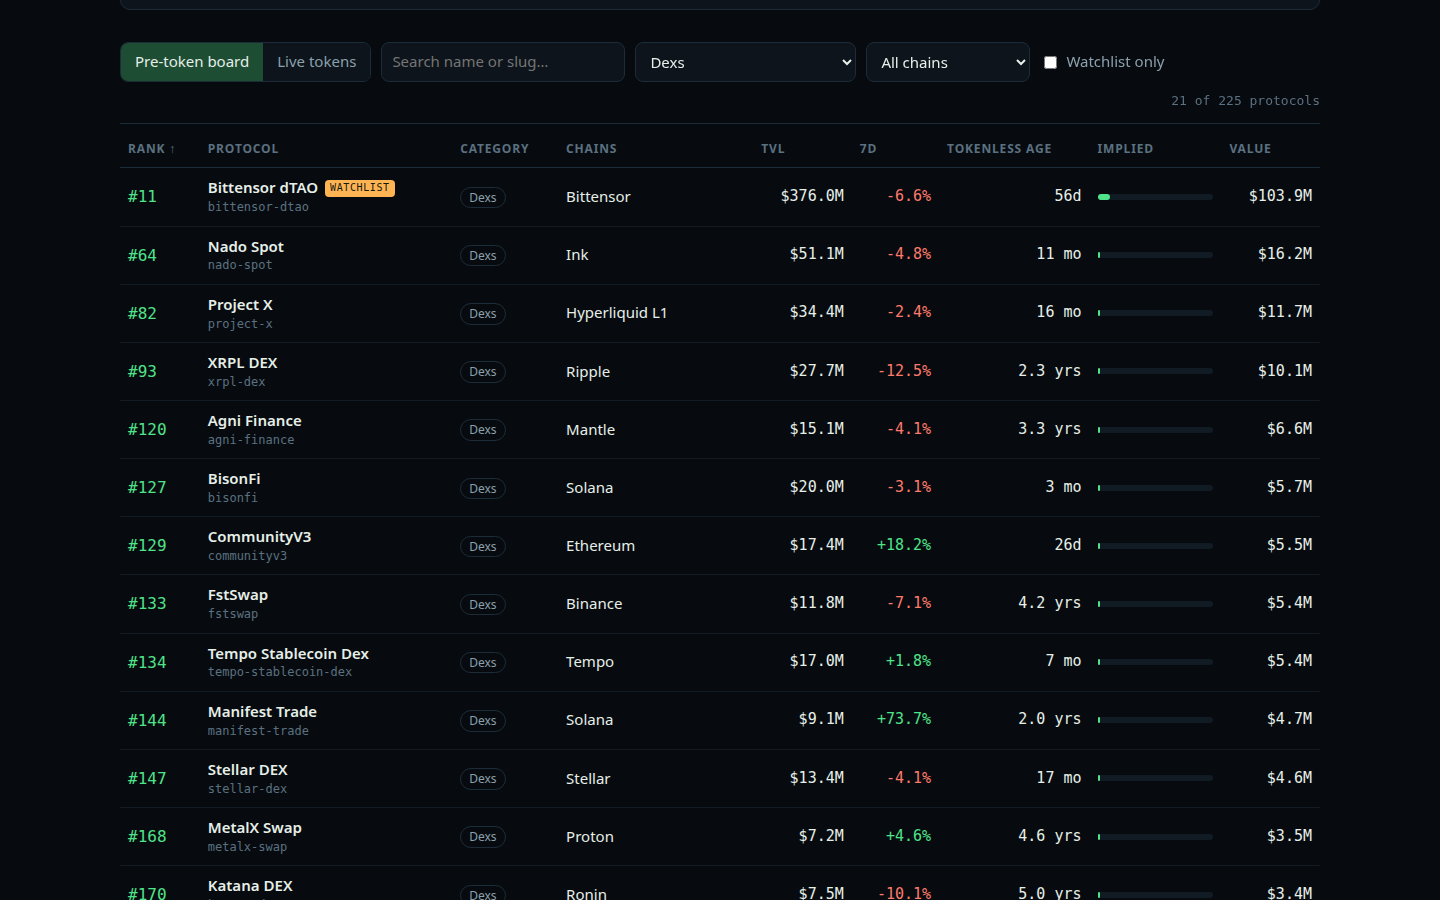 Pre-token board Live tokens Search name or slug... Dexs All chains Watchlist only
21 of 225 protocols
RANK ↑ PROTOCOL CATEGORY CHAINS TVL 7D TOKENLESS AGE IMPLIED VALUE
#11 Bittensor dTAO WATCHLIST Dexs Bittensor $376.0M -6.6% 56d $103.9M
bittensor-dtao
#64 Nado Spot Dexs Ink $51.1M -4.8% 11 mo $16.2M
nado-spot
#82 Project X Dexs Hyperliquid L1 $34.4M -2.4% 16 mo $11.7M
project-x
#93 XRPL DEX Dexs Ripple $27.7M -12.5% 2.3 yrs $10.1M
xrpl-dex
#120 Agni Finance Dexs Mantle $15.1M -4.1% 3.3 yrs $6.6M
agni-finance
#127 BisonFi Dexs Solana $20.0M -3.1% 3 mo $5.7M
bisonfi
#129 CommunityV3 Dexs Ethereum $17.4M +18.2% 26d $5.5M
communityv3
#133 FstSwap Dexs Binance $11.8M -7.1% 4.2 yrs $5.4M
fstswap
#134 Tempo Stablecoin Dex Dexs Tempo $17.0M +1.8% 7 mo $5.4M
tempo-stablecoin-dex
#144 Manifest Trade Dexs Solana $9.1M +73.7% 2.0 yrs $4.7M
manifest-trade
#147 Stellar DEX Dexs Stellar $13.4M -4.1% 17 mo $4.6M
stellar-dex
#168 MetalX Swap Dexs Proton $7.2M +4.6% 4.6 yrs $3.5M
metalx-swap
#170 Katana DEX Dexs Ronin $7.5M -10.1% 5.0 yrs $3.4M